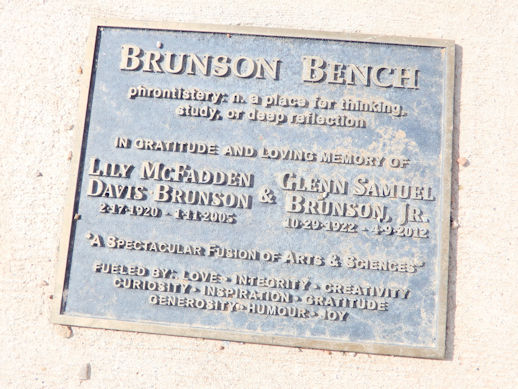 BRUNSON BENCH
phrontistery: n. a place for thinking,
study, or deep reflection
IN GRATITUDE AND LOVING MEMORY OF
LILY MCFADDEN
DAVIS BRUNSON
2-17-1920 - 1-11-2005
&
GLENN SAMUEL
BRUNSON, JR.
10-29-1922 - 4-9-2012
"A SPECTACULAR FUSION OF ARTS & SCIENCES"
FUELED BY: LOVE • INTEGRITY • CREATIVITY
CURIOSITY • INSPIRATION • GRATITUDE
GENEROSITY • HUMOUR • JOY